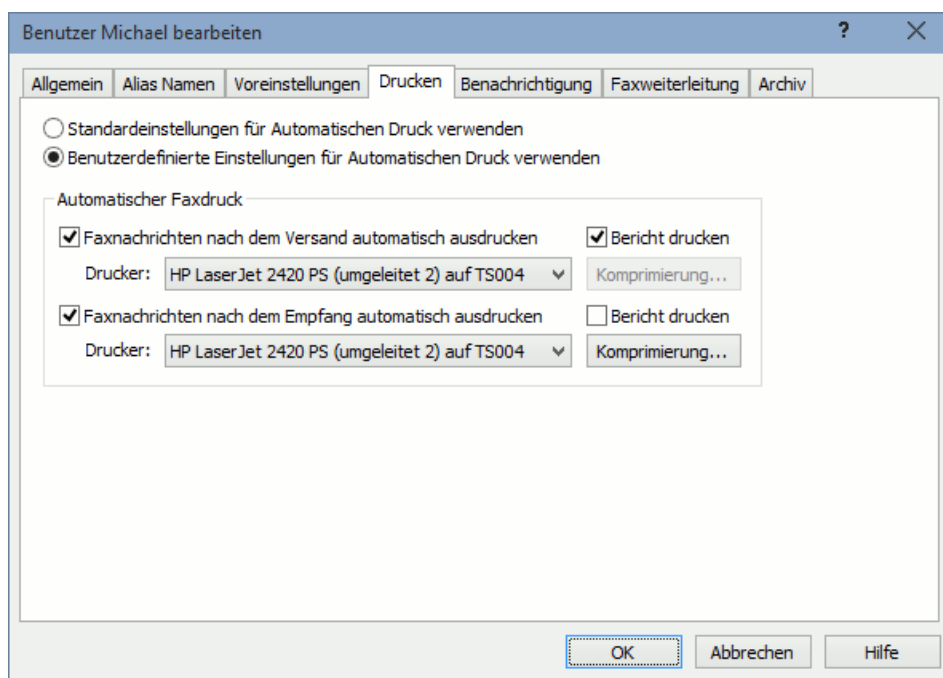 Benutzer Michael bearbeiten ?
Allgemein Alias Namen Voreinstellungen Drucken Benachrichtigung Faxweiterleitung Archiv
Standardeinstellungen für Automatischen Druck verwenden
Benutzerdefinierte Einstellungen für Automatischen Druck verwenden
Automatischer Faxdruck
Faxnachrichten nach dem Versand automatisch ausdrucken Bericht drucken
Drucker: HP LaserJet 2420 PS (umgeleitet 2) auf TS004 Komprimierung...
Faxnachrichten nach dem Empfang automatisch ausdrucken Bericht drucken
Drucker: HP LaserJet 2420 PS (umgeleitet 2) auf TS004 Komprimierung...
OK Abbrechen Hilfe